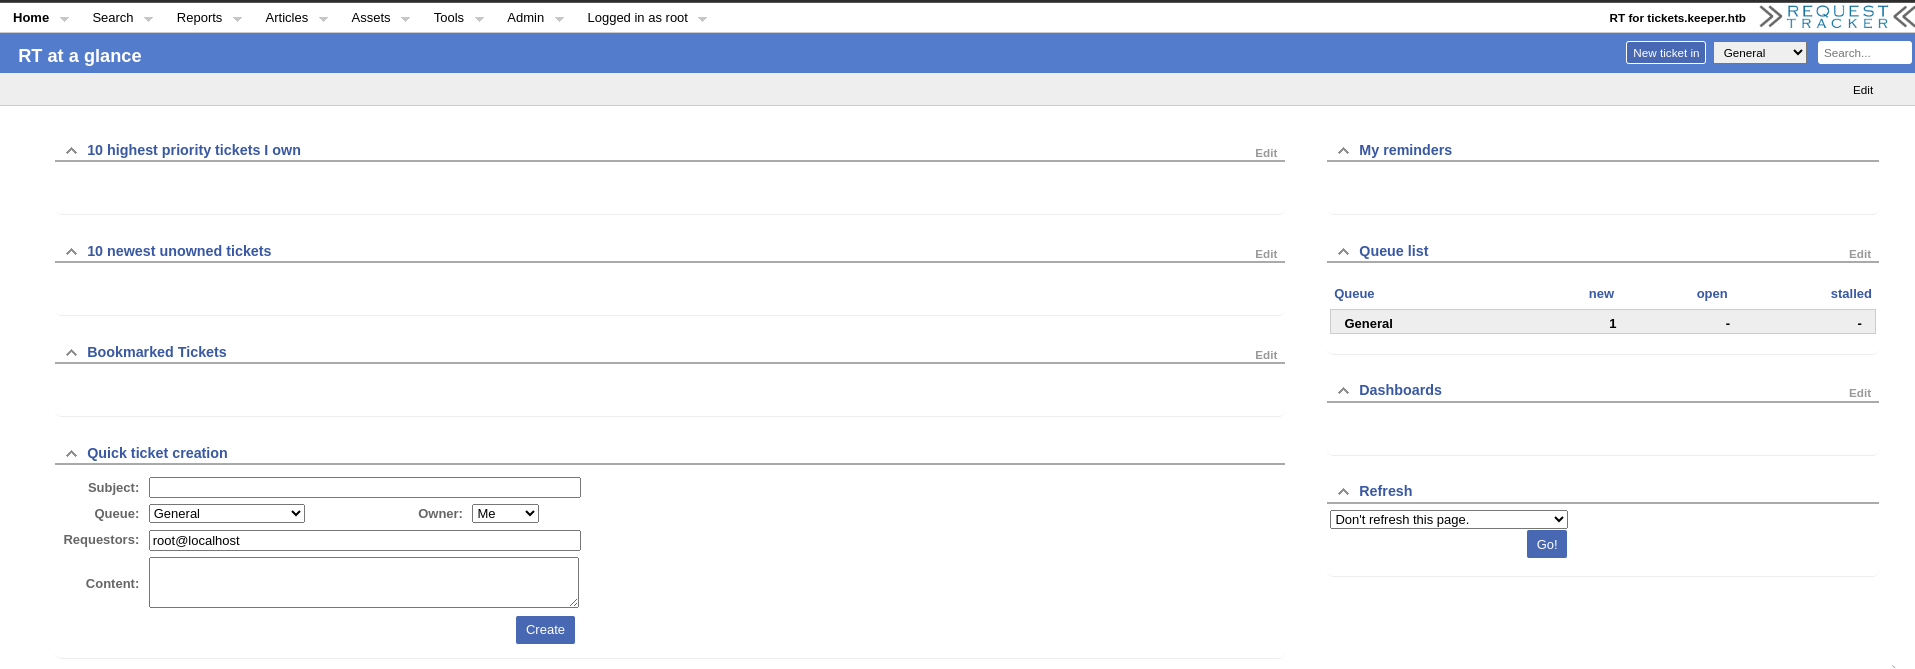 Home Search Reports Articles Assets Tools Admin Logged in as root RT for tickets.keeper.htb REQUEST TRACKER
RT at a glance New ticket in General Search...
Edit
10 highest priority tickets I own Edit
My reminders
10 newest unowned tickets Edit
Queue list Edit
Queue new open stalled
General 1 - -
Bookmarked Tickets Edit
Dashboards Edit
Quick ticket creation
Subject:
Queue: General Owner: Me
Requestors: root@localhost
Content:
Create
Refresh
Don't refresh this page.
Go!